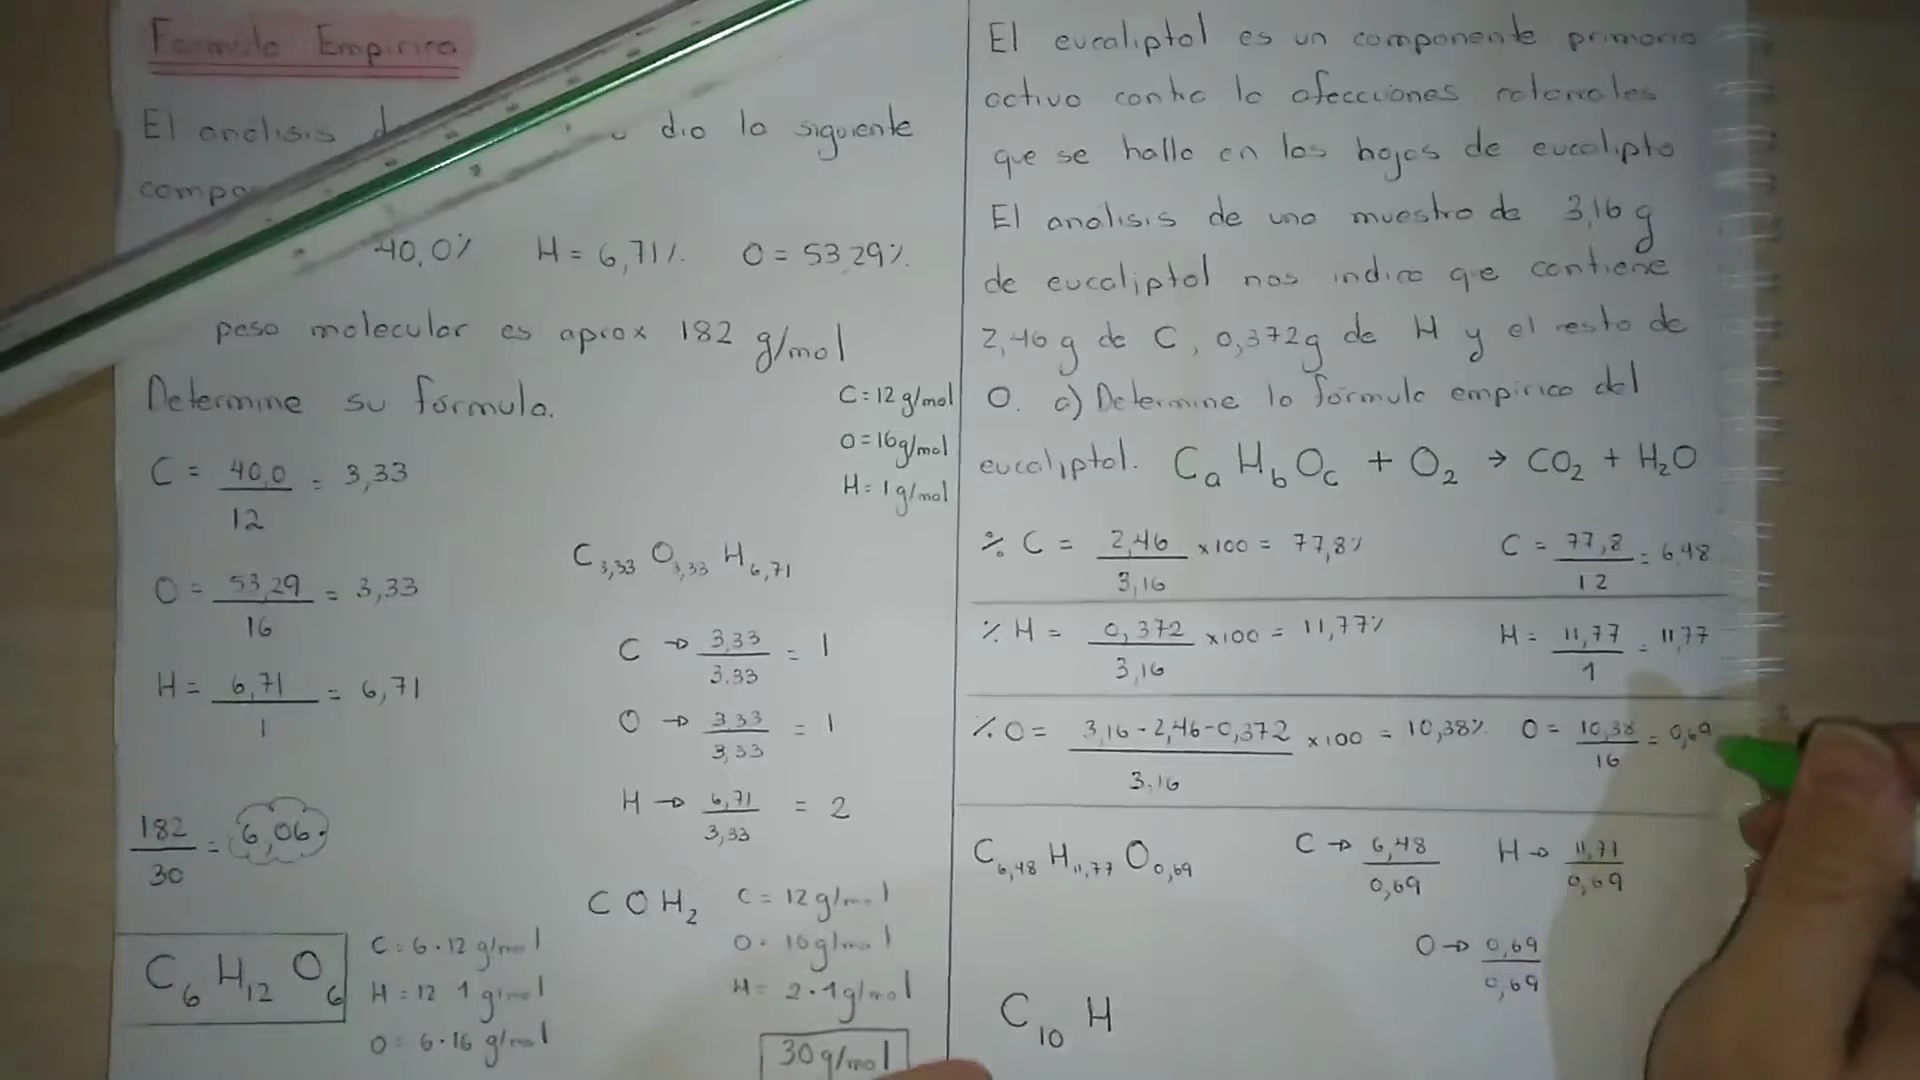 Formula Empirica
El analisis dio la siguiente
compo
40,0% H = 6,71% O = 53,29%
peso molecular es aprox 182 g/mol
Determine su formula.
C = 12 g/mol
O = 16 g/mol
H = 1 g/mol
C = 40,0 / 12 = 3,33
O = 53,29 / 16 = 3,33
H = 6,71 / 1 = 6,71
C3,33 O3,33 H6,71
C → 3,33 / 3.33 = 1
O → 3,33 / 3,33 = 1
H → 6,71 / 3,33 = 2
182 / 30 = 6,06.
C O H2
C = 12 g/mol
O = 16 g/mol
H = 2 · 1 g/mol
30 g/mol
C6 H12 O6
C = 6 · 12 g/mol
H = 12 1 g/mol
O = 6 · 16 g/mol
El eucaliptol es un componente primario
activo contra la afecciones catarrales
que se halla en las hojas de eucalipto
El analisis de una muestra de 3,16 g
de eucaliptol nos indica que contiene
2,46 g de C, 0,372g de H y el resto de
O. a) Determine la formula empirica del
eucaliptol. Ca Hb Oc + O2 → CO2 + H2O
% C = 2,46 / 3,16 x100 = 77,8% C = 77,8 / 12 = 6,48
% H = 0,372 / 3,16 x100 = 11,77% H = 11,77 / 1 = 11,77
% O = 3,16 - 2,46 - 0,372 / 3.16 x100 = 10,38% O = 10,38 / 16 = 0,69
C6,48 H11,77 O0,69 C → 6,48 / 0,69 H → 11,71 / 0,69
O → 0,69 / 0,69
C10 H